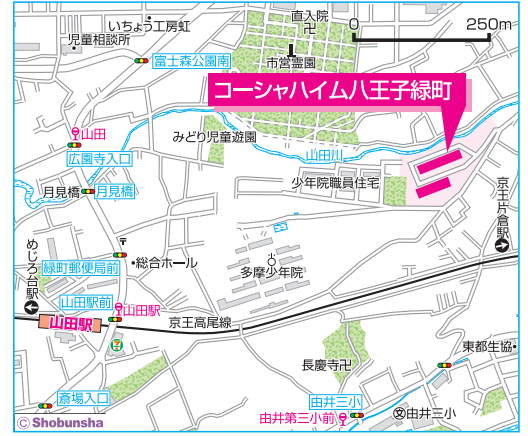 いちょう工房虹
児童相談所
直入院
0 250m
富士森公園南
市営霊園
コーシャハイム八王子緑町
山田
みどり児童遊園
山田川
広園寺入口
少年院職員住宅
月見橋
月見橋
京王片倉駅
めじろ台駅
緑町郵便局前
総合ホール
多摩少年院
山田駅前
山田駅
山田駅
京王高尾線
東都生協
長慶寺
斎場入口
由井三小
由井第三小前
由井三小
© Shobunsha